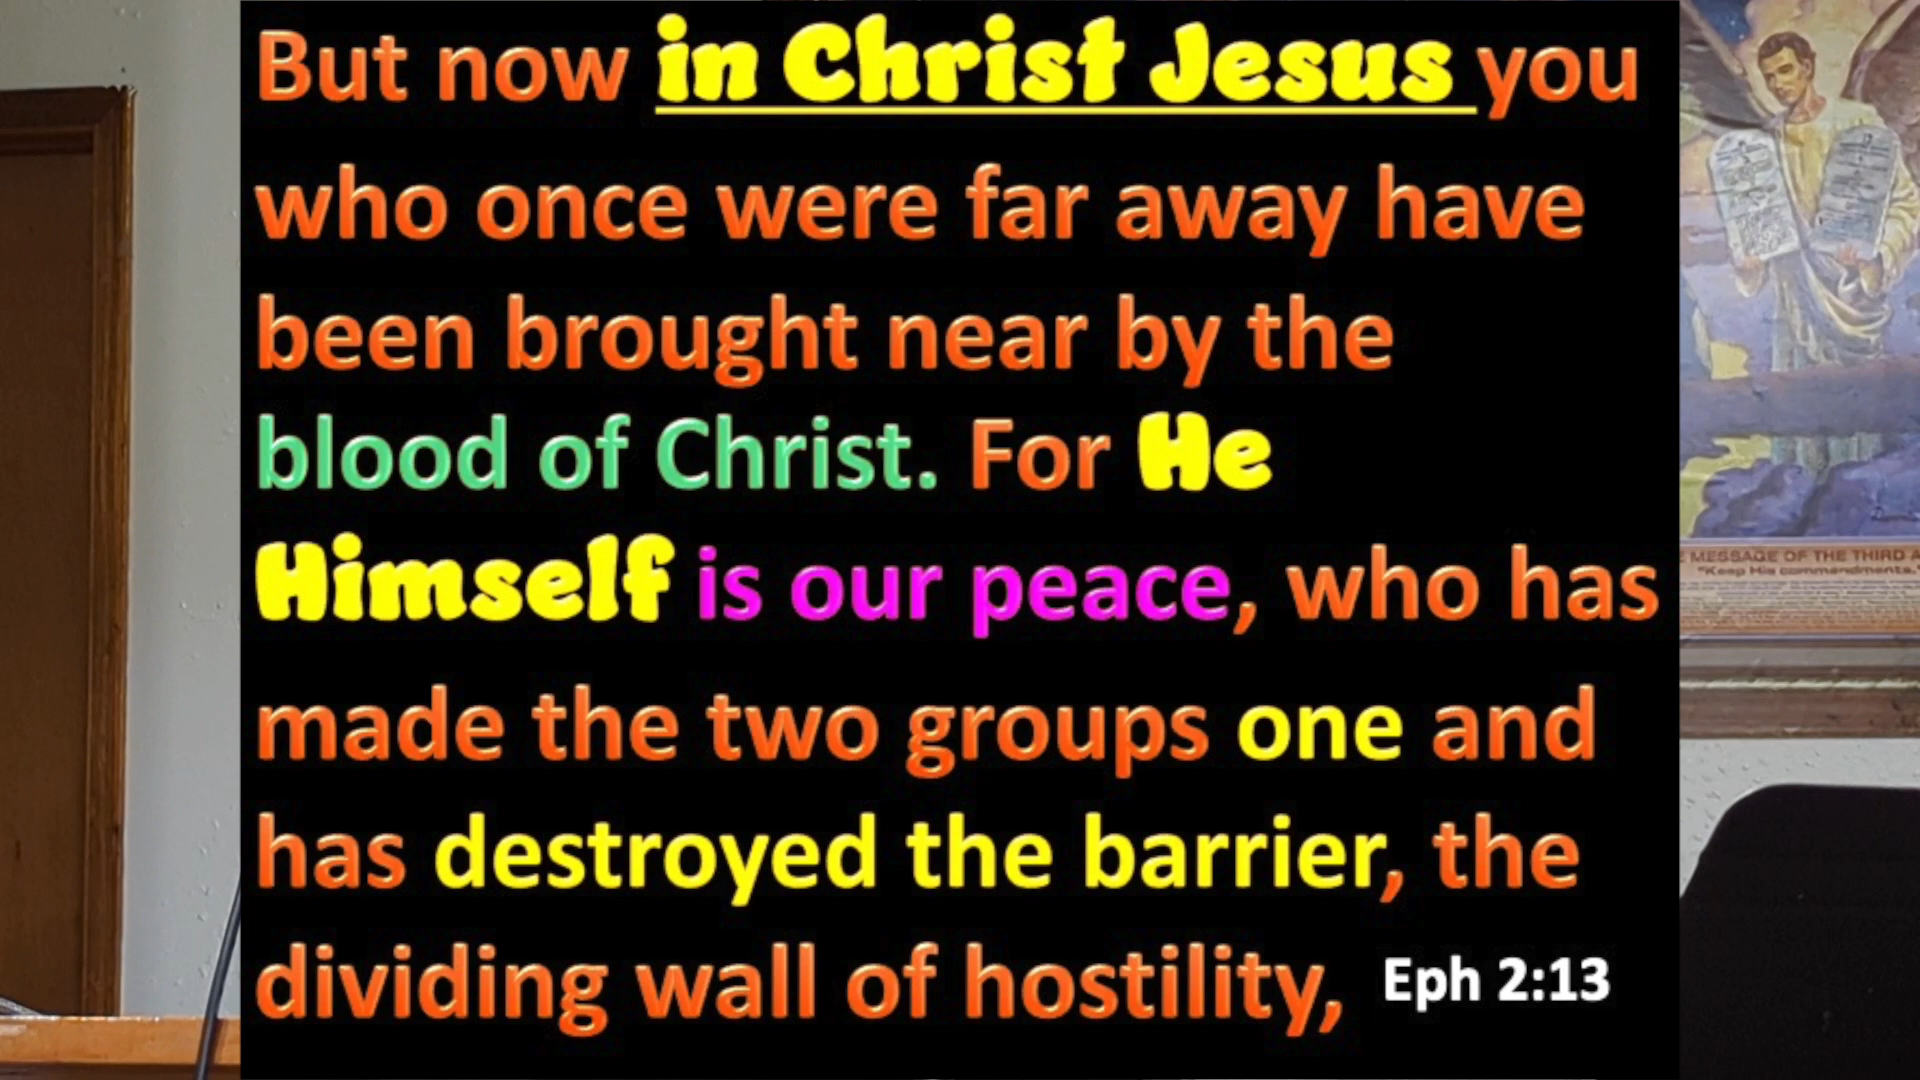 But now in Christ Jesus you
who once were far away have
been brought near by the
blood of Christ. For He
Himself is our peace, who has
made the two groups one and
has destroyed the barrier, the
dividing wall of hostility, Eph 2:13
MESSAGE OF THE THIRD
"Keep His commandments."